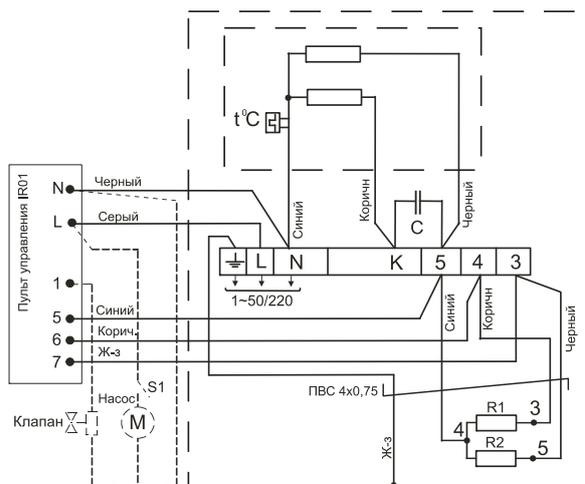 t°C
Пульт управления IR01
N
Черный
Синий
Коричн
C
Черный
L
Серый
L
N
K
5
4
3
1
1~50/220
5
Синий
Синий
Коричн
Черный
6
Корич.
7
Ж-з
S1
ПВС 4х0,75
Насос
Клапан
M
R1
3
4
R2
5
Ж-з